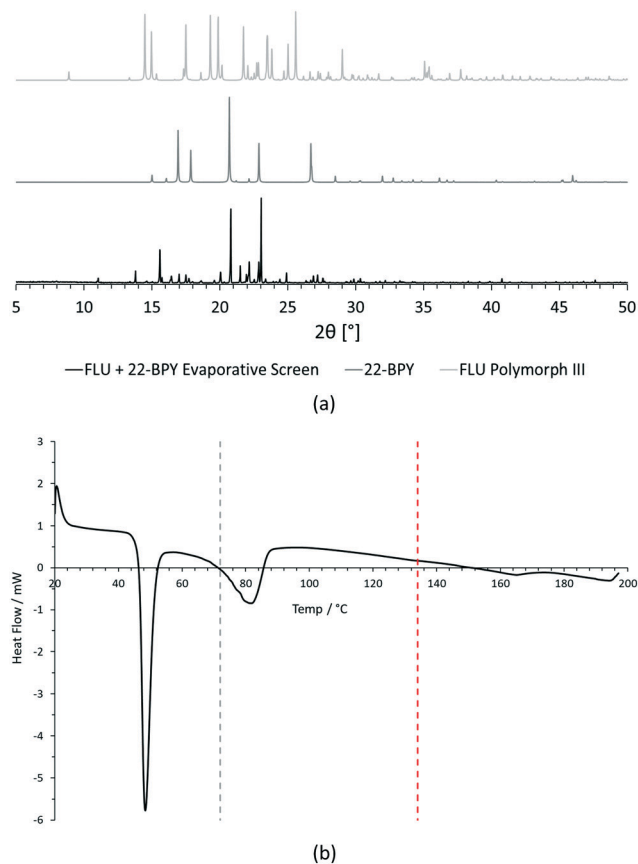 5 10 15 20 25 30 35 40 45 50
2θ [°]
FLU + 22-BPY Evaporative Screen 22-BPY FLU Polymorph III
(a)
3
2
1
0
-1
-2
-3
-4
-5
-6
20 40 60 80 100 120 140 160 180 200
Temp / °C
Heat Flow / mW
(b)